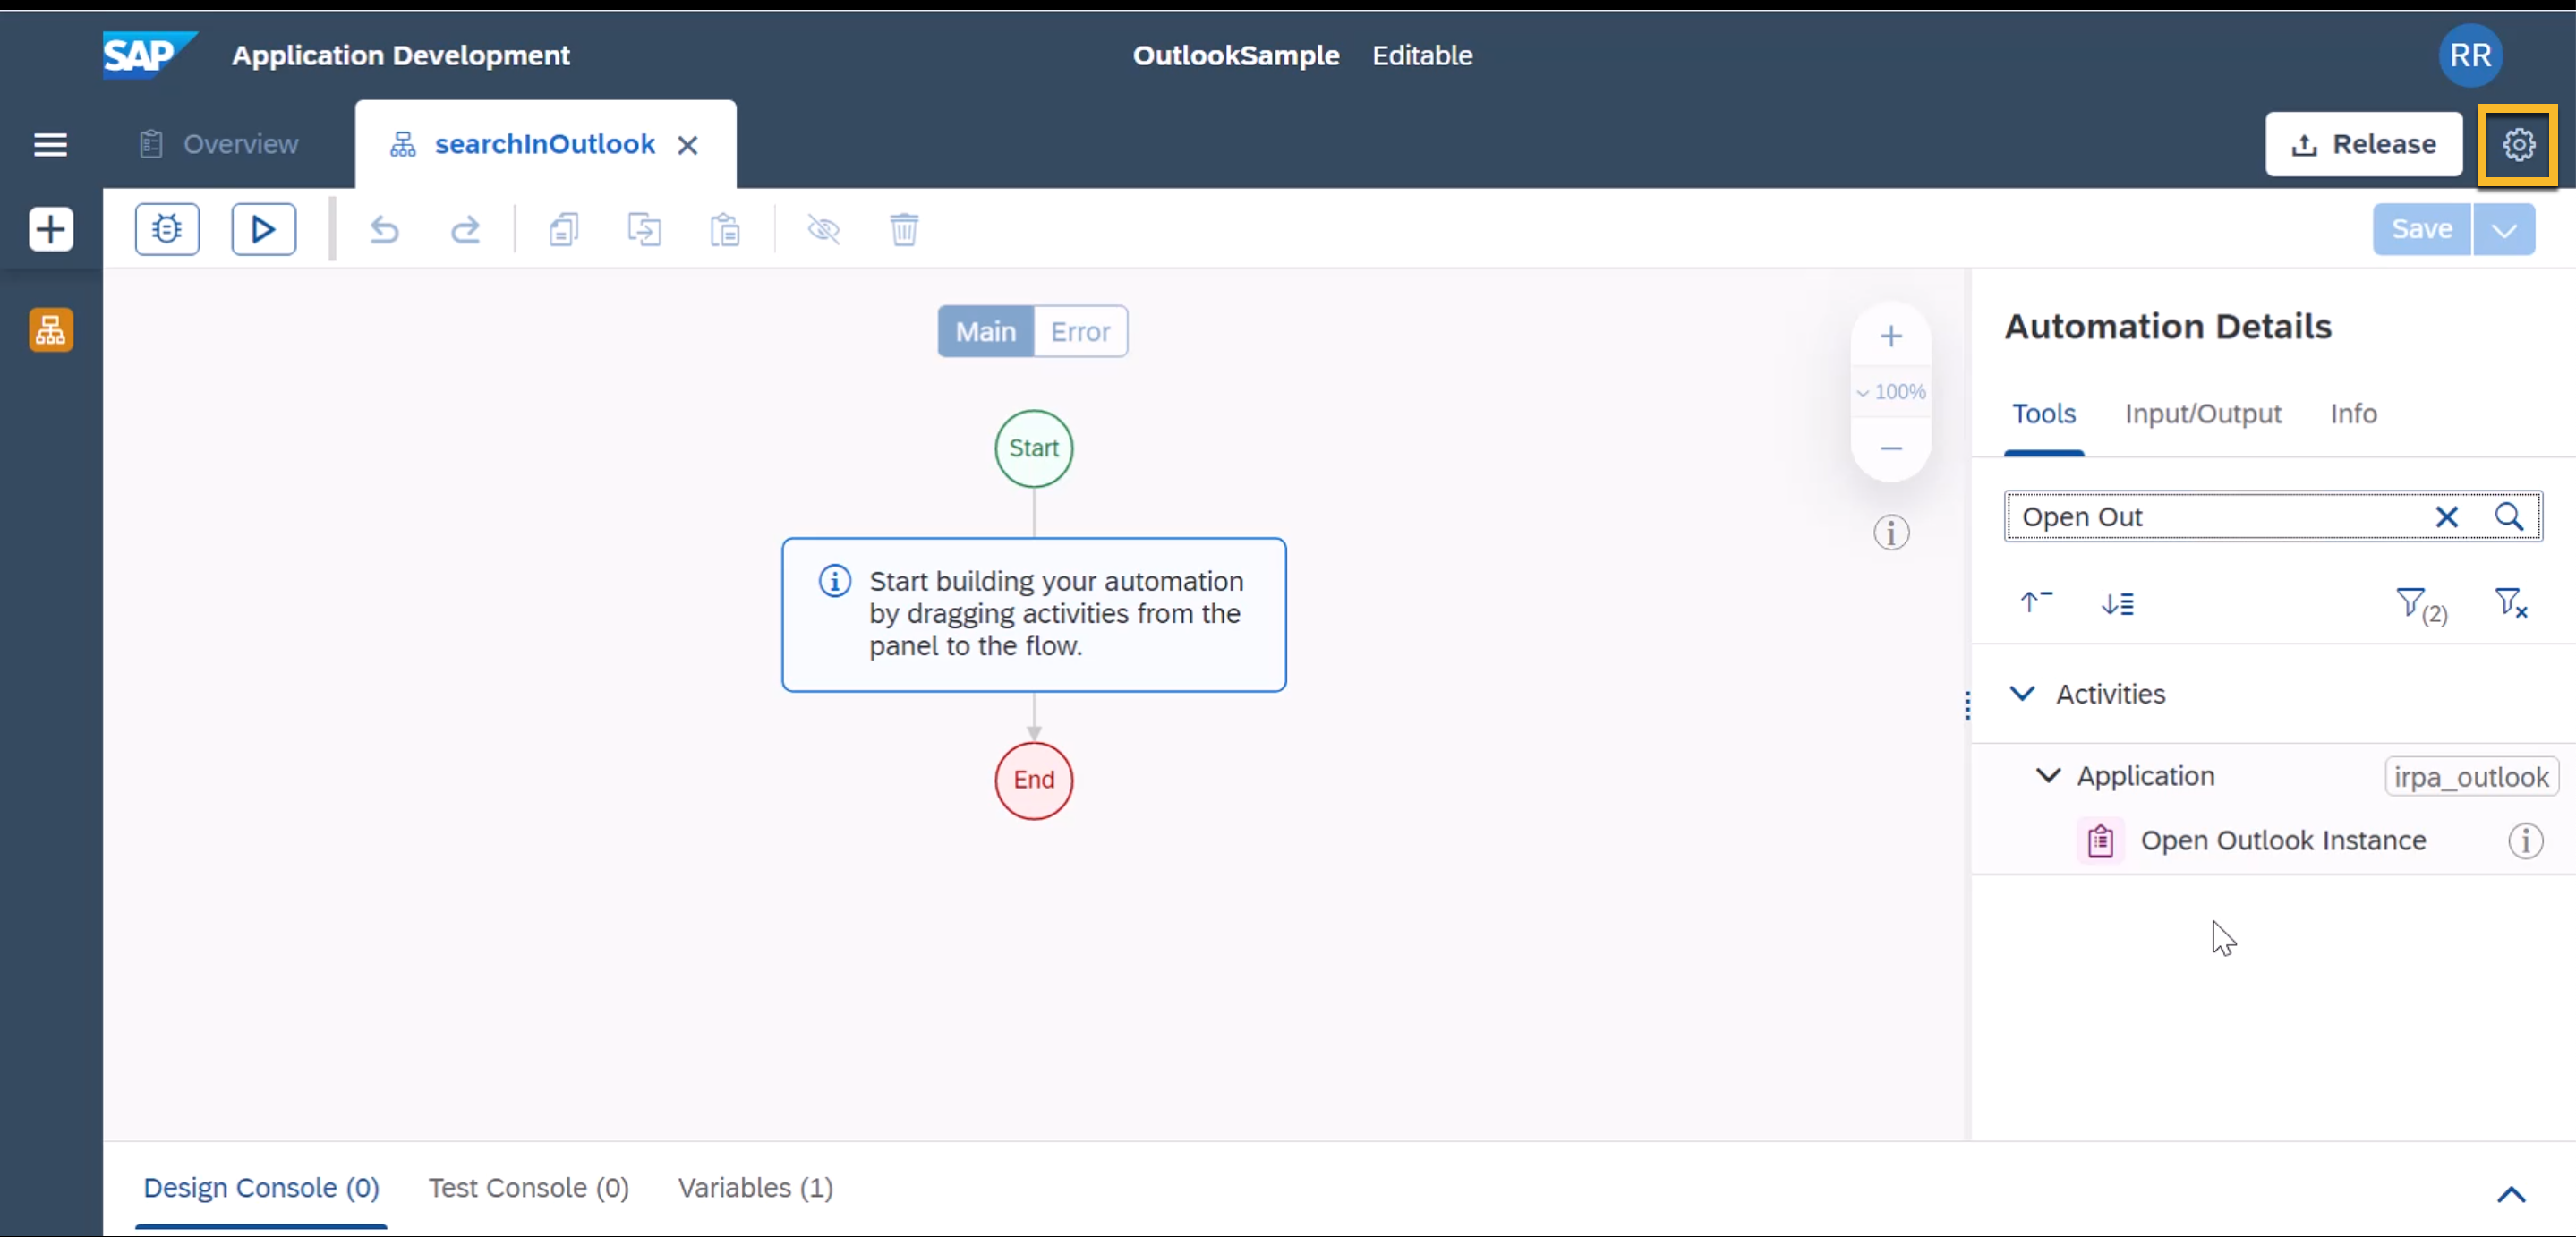 SAP Application Development
OutlookSample Editable
RR
Overview
searchInOutlook
Release
Save
Main Error
100%
Start
Start building your automation
by dragging activities from the
panel to the flow.
End
Automation Details
Tools Input/Output Info
Open Out
(2)
Activities
Application irpa_outlook
Open Outlook Instance
Design Console (0) Test Console (0) Variables (1)